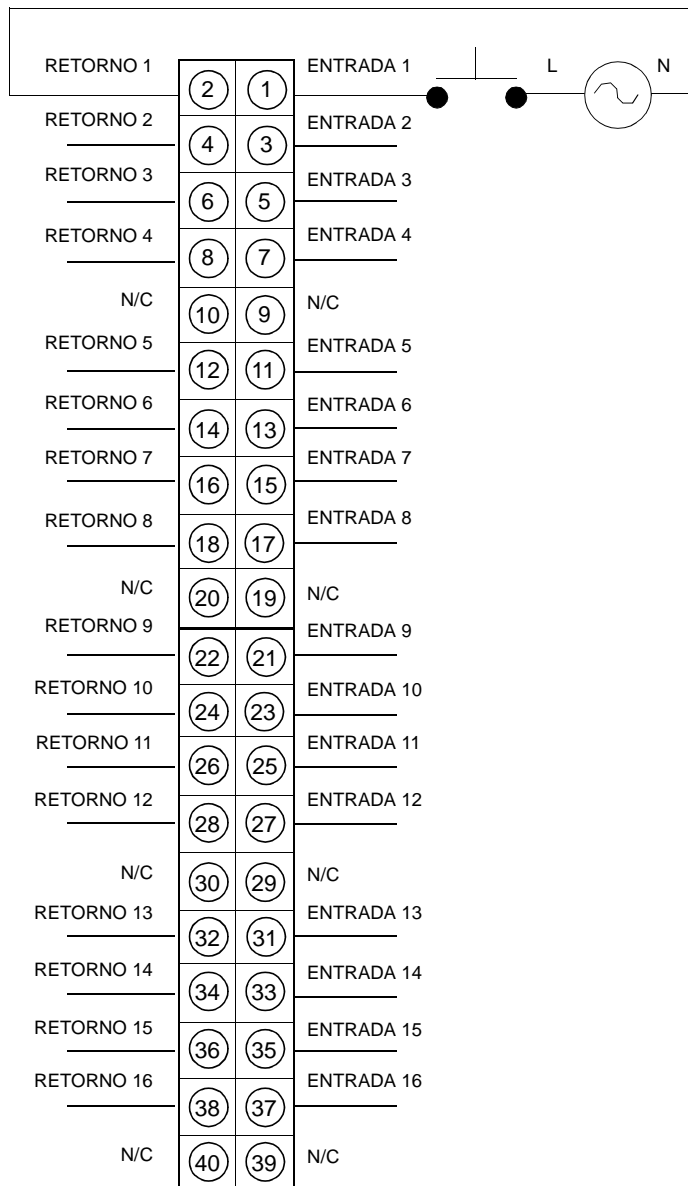 RETORNO 1 2 1 ENTRADA 1 L N
RETORNO 2 4 3 ENTRADA 2
RETORNO 3 6 5 ENTRADA 3
RETORNO 4 8 7 ENTRADA 4
N/C 10 9 N/C
RETORNO 5 12 11 ENTRADA 5
RETORNO 6 14 13 ENTRADA 6
RETORNO 7 16 15 ENTRADA 7
RETORNO 8 18 17 ENTRADA 8
N/C 20 19 N/C
RETORNO 9 22 21 ENTRADA 9
RETORNO 10 24 23 ENTRADA 10
RETORNO 11 26 25 ENTRADA 11
RETORNO 12 28 27 ENTRADA 12
N/C 30 29 N/C
RETORNO 13 32 31 ENTRADA 13
RETORNO 14 34 33 ENTRADA 14
RETORNO 15 36 35 ENTRADA 15
RETORNO 16 38 37 ENTRADA 16
N/C 40 39 N/C